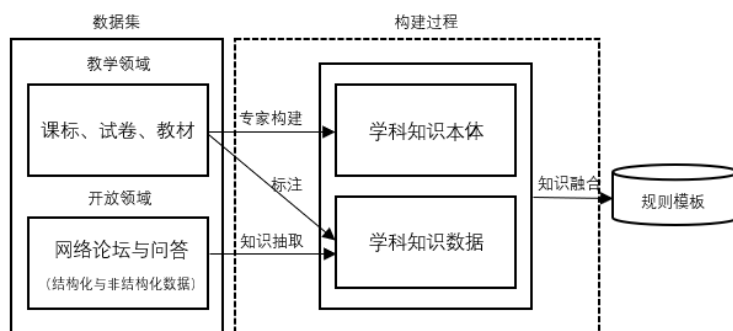 数据集
构建过程
教学领域
课标、试卷、教材
专家构建
学科知识本体
标注
知识融合
规则模板
开放领域
网络论坛与问答
(结构化与非结构化数据)
知识抽取
学科知识数据